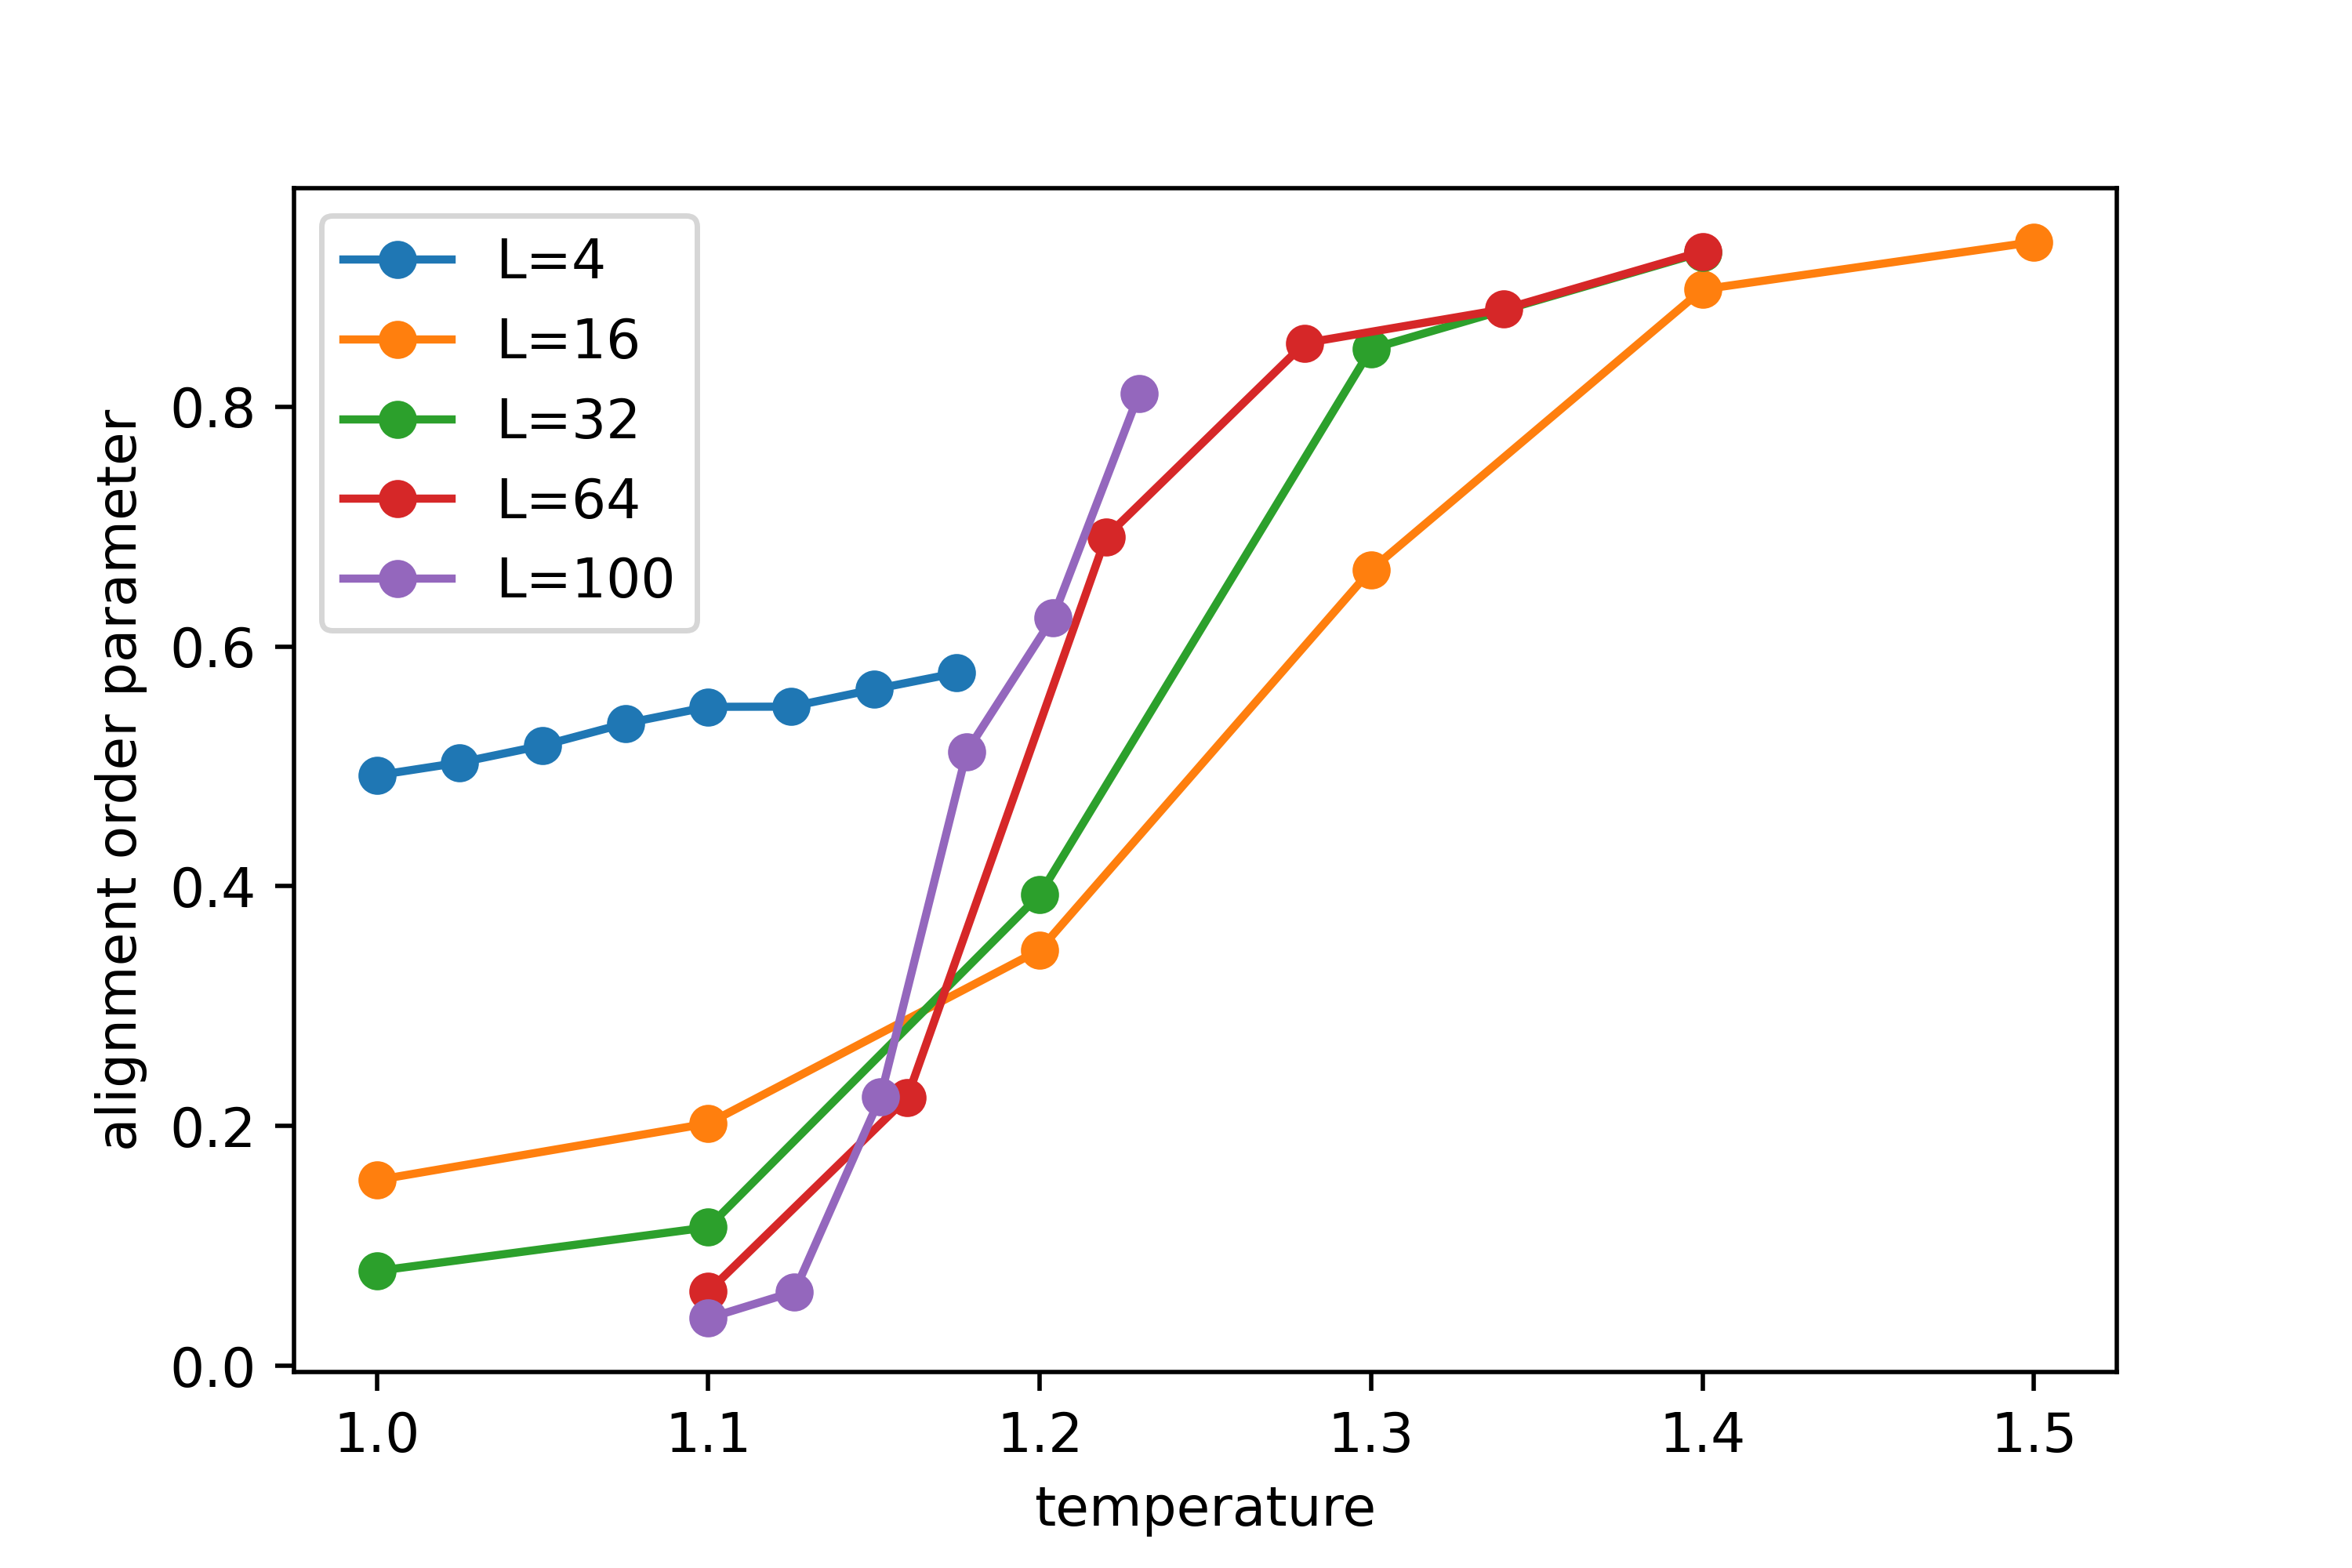 L=4
L=16
L=32
L=64
L=100
alignment order parameter
0.8
0.6
0.4
0.2
0.0
1.0 1.1 1.2 1.3 1.4 1.5
temperature